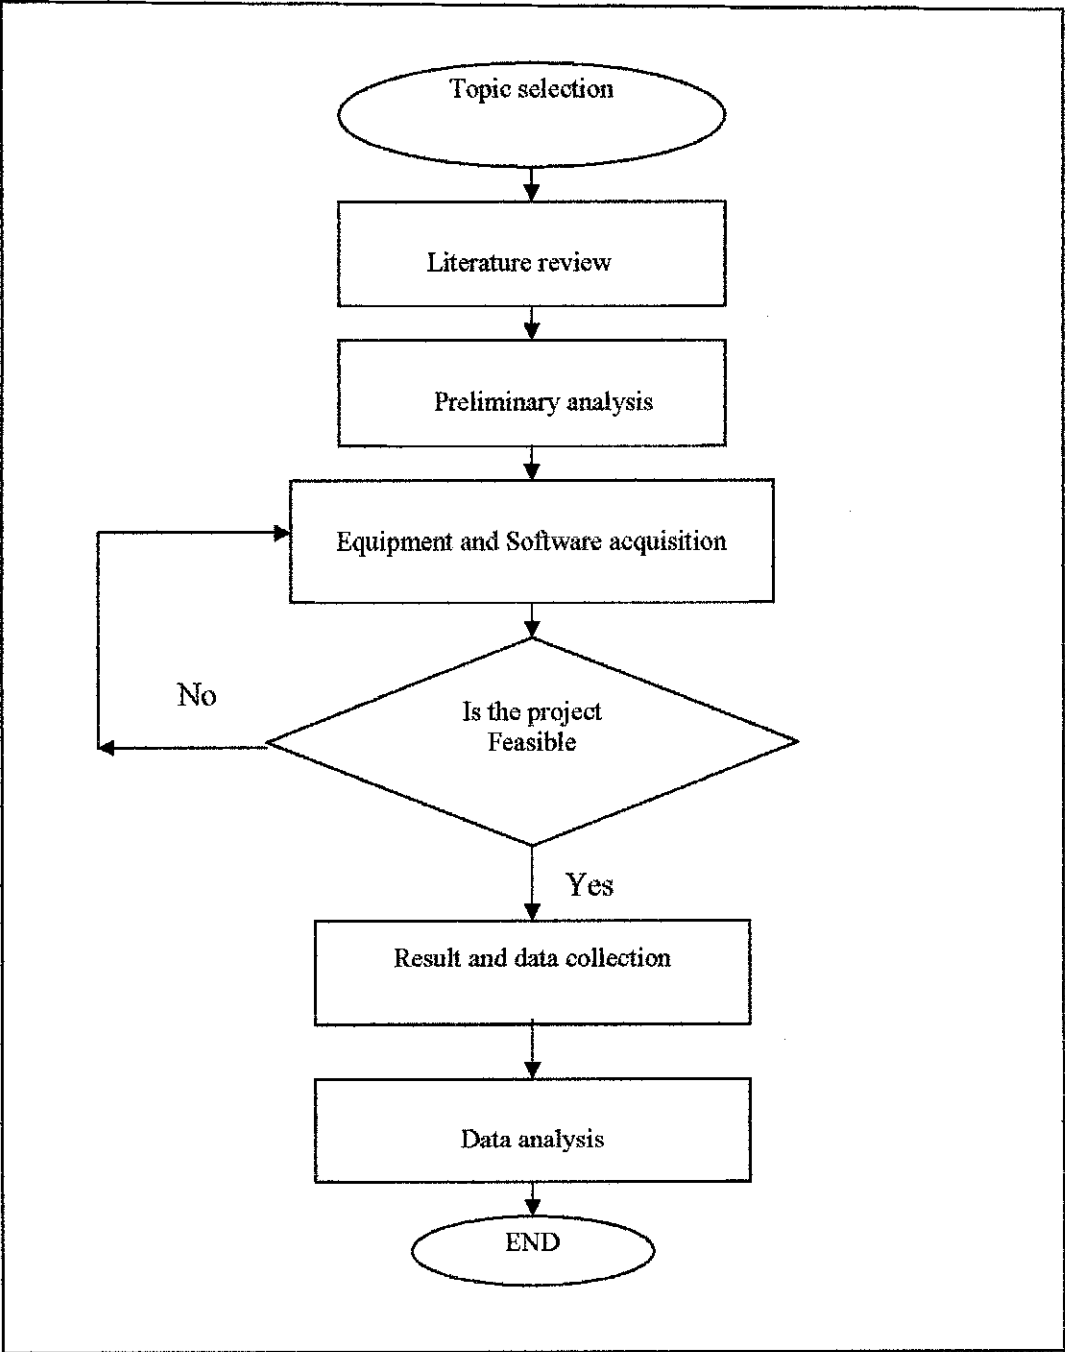 Topic selection
Literature review
Preliminary analysis
Equipment and Software acquisition
No
Is the project
Feasible
Yes
Result and data collection
Data analysis
END